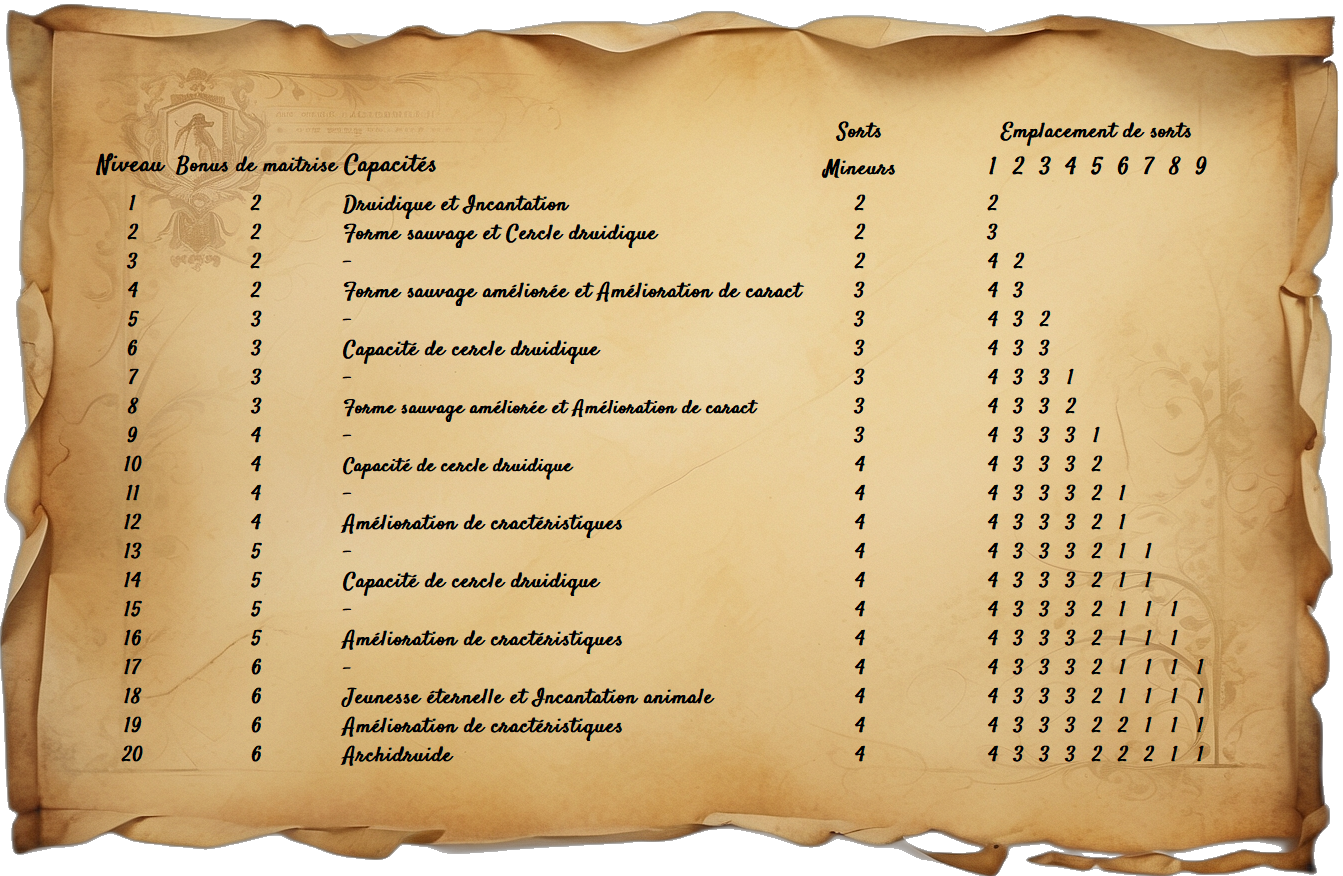 Sorts Emplacement de sorts
Niveau Bonus de maitrise Capacités Mineurs 1 2 3 4 5 6 7 8 9
1 2 Druidique et Incantation 2 2
2 2 Forme sauvage et Cercle druidique 2 3
3 2 - 2 4 2
4 2 Forme sauvage améliorée et Amélioration de caract 3 4 3
5 3 - 3 4 3 2
6 3 Capacité de cercle druidique 3 4 3 3
7 3 - 3 4 3 3 1
8 3 Forme sauvage améliorée et Amélioration de caract 3 4 3 3 2
9 4 - 3 4 3 3 3 1
10 4 Capacité de cercle druidique 4 4 3 3 3 2
11 4 - 4 4 3 3 3 2 1
12 4 Amélioration de cractéristiques 4 4 3 3 3 2 1
13 5 - 4 4 3 3 3 2 1 1
14 5 Capacité de cercle druidique 4 4 3 3 3 2 1 1
15 5 - 4 4 3 3 3 2 1 1 1
16 5 Amélioration de cractéristiques 4 4 3 3 3 2 1 1 1
17 6 - 4 4 3 3 3 2 1 1 1 1
18 6 Jeunesse éternelle et Incantation animale 4 4 3 3 3 2 1 1 1 1
19 6 Amélioration de cractéristiques 4 4 3 3 3 2 2 1 1 1
20 6 Archidruide 4 4 3 3 3 2 2 2 1 1